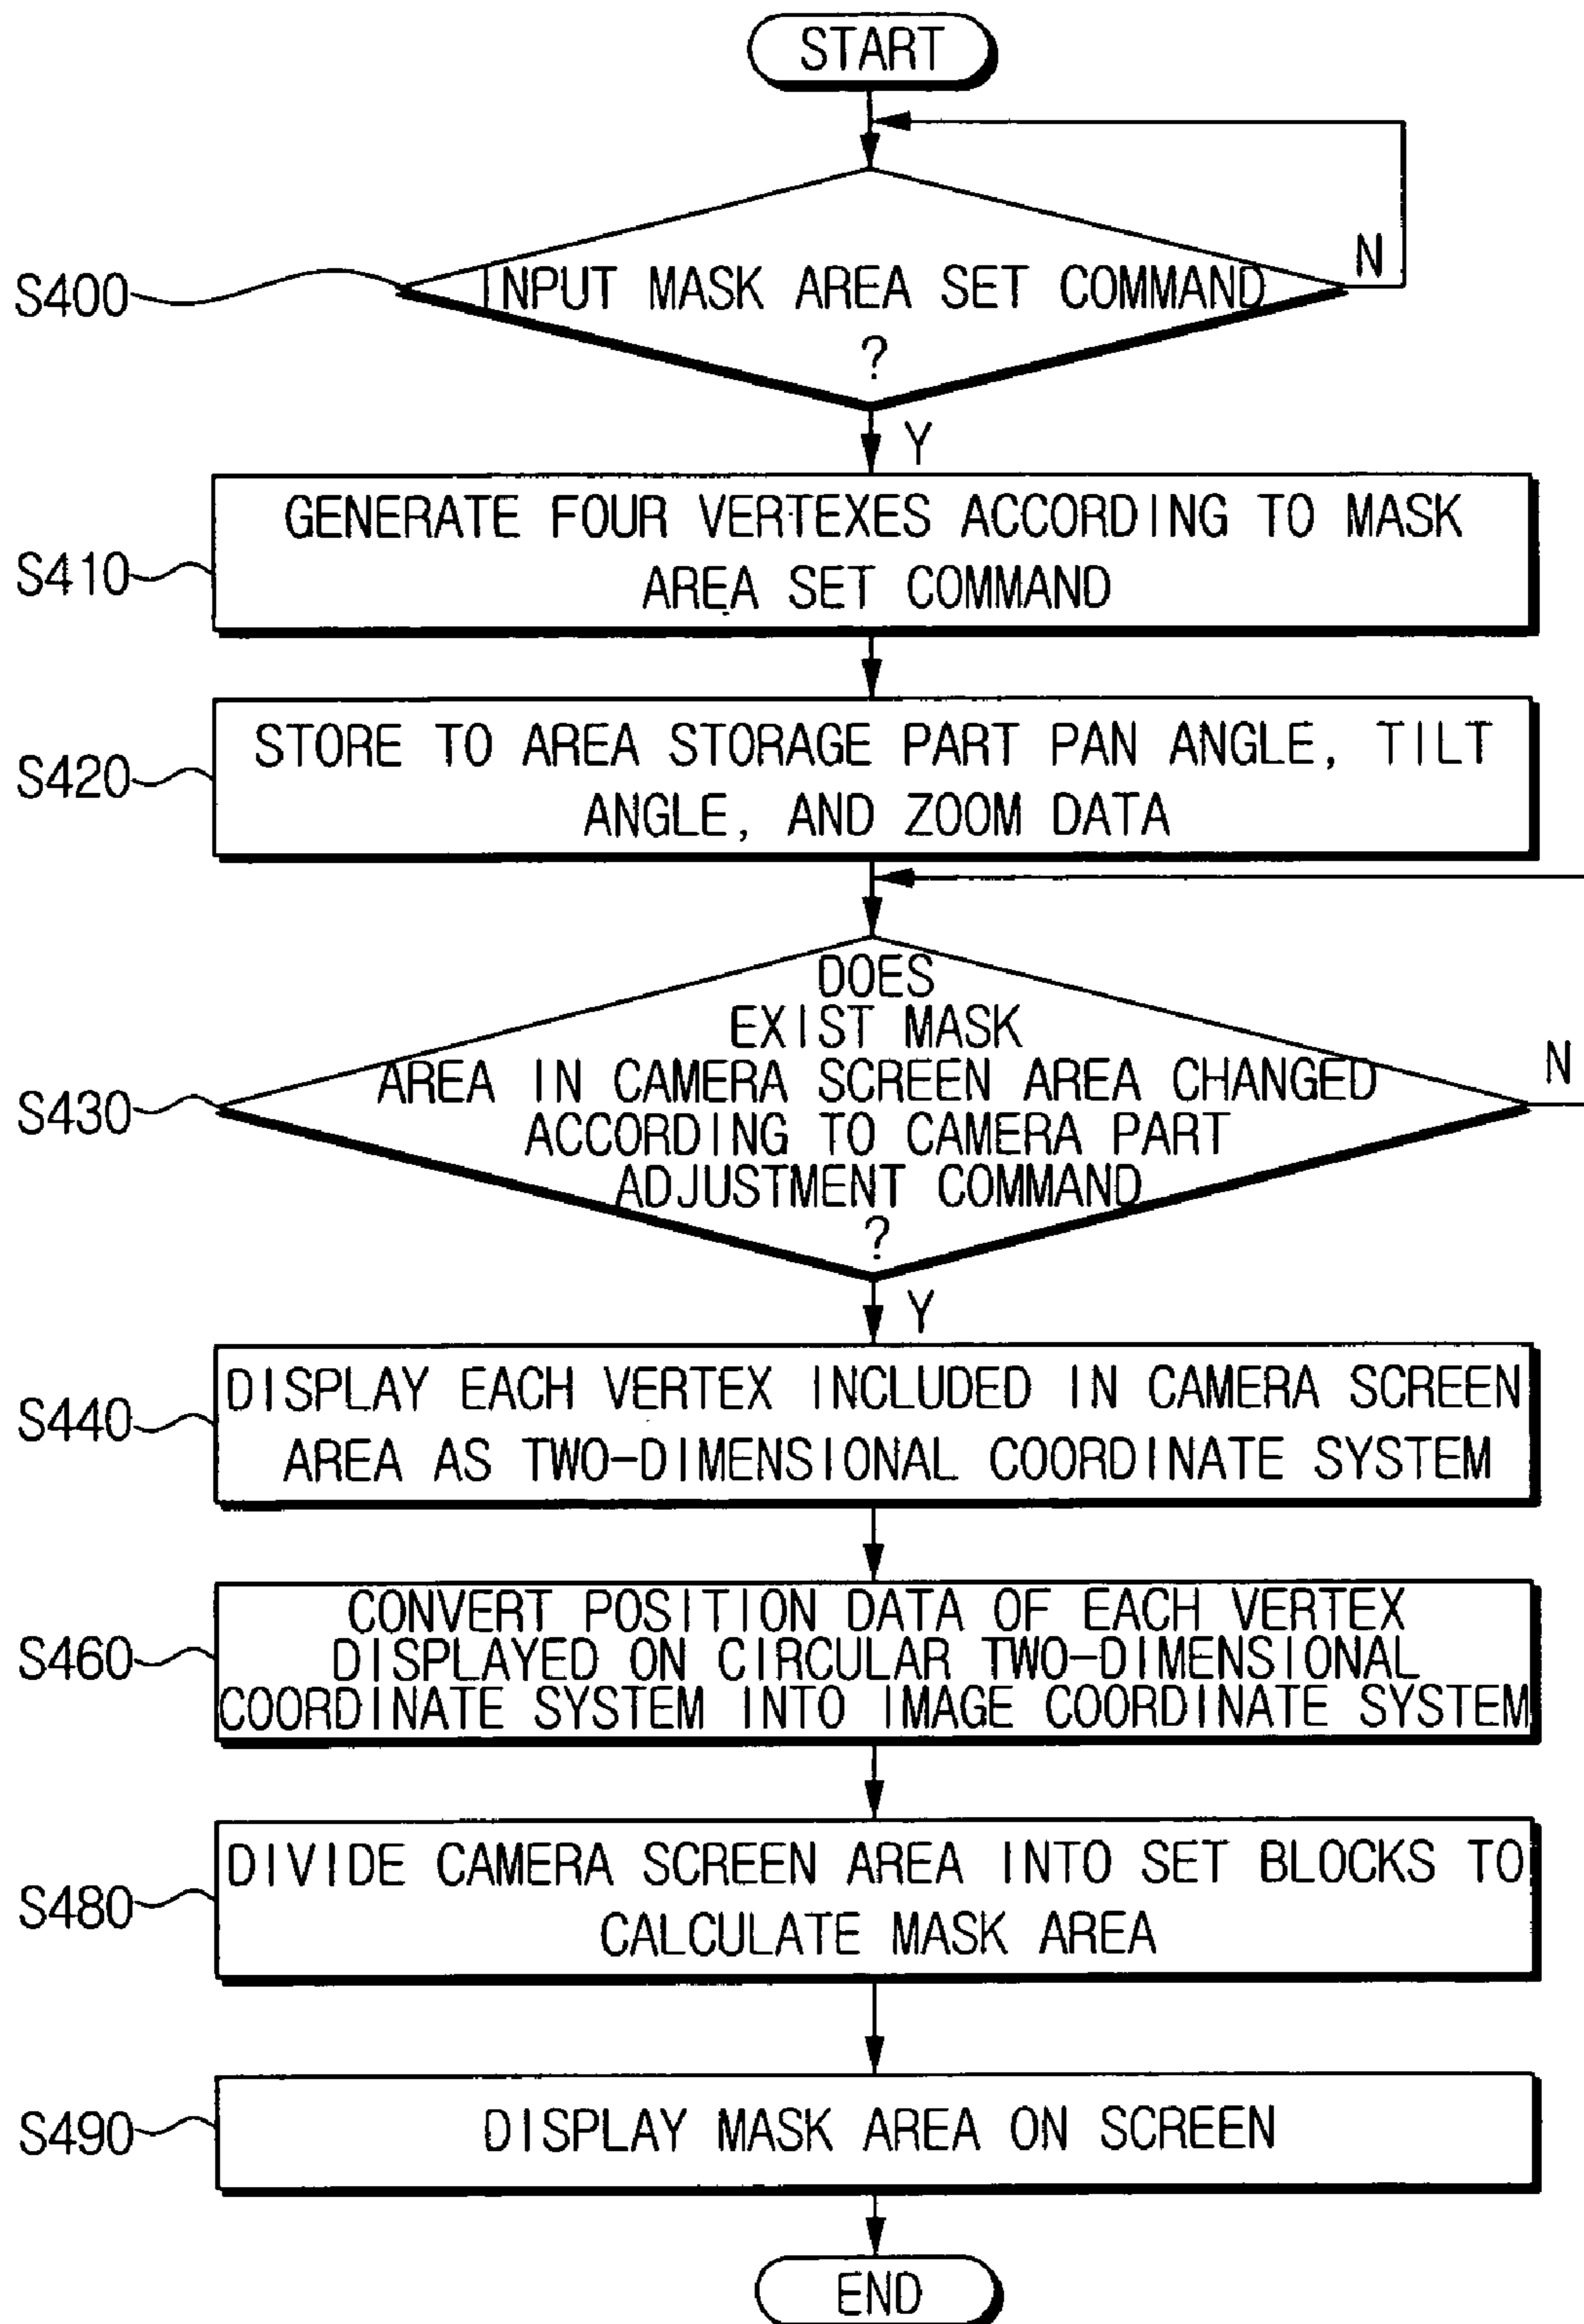 START
S400
INPUT MASK AREA SET COMMAND
?
N
Y
S410
GENERATE FOUR VERTEXES ACCORDING TO MASK
AREA SET COMMAND
S420
STORE TO AREA STORAGE PART PAN ANGLE, TILT
ANGLE, AND ZOOM DATA
S430
DOES
EXIST MASK
AREA IN CAMERA SCREEN AREA CHANGED
ACCORDING TO CAMERA PART
ADJUSTMENT COMMAND
?
N
Y
S440
DISPLAY EACH VERTEX INCLUDED IN CAMERA SCREEN
AREA AS TWO-DIMENSIONAL COORDINATE SYSTEM
S460
CONVERT POSITION DATA OF EACH VERTEX
DISPLAYED ON CIRCULAR TWO-DIMENSIONAL
COORDINATE SYSTEM INTO IMAGE COORDINATE SYSTEM
S480
DIVIDE CAMERA SCREEN AREA INTO SET BLOCKS TO
CALCULATE MASK AREA
S490
DISPLAY MASK AREA ON SCREEN
END